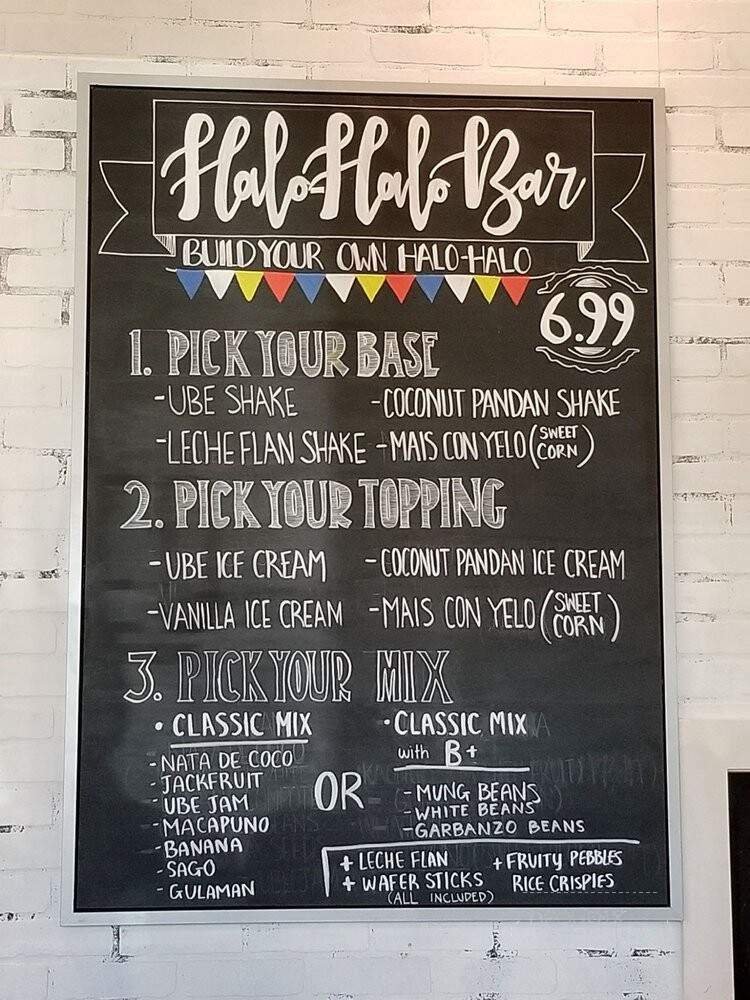 Halo-Halo Bar
BUILD YOUR OWN HALO-HALO
6.99
1. PICK YOUR BASE
-UBE SHAKE -COCONUT PANDAN SHAKE
-LECHE FLAN SHAKE -MAIS CON YELO (SWEET CORN)
2. PICK YOUR TOPPING
-UBE ICE CREAM -COCONUT PANDAN ICE CREAM
-VANILLA ICE CREAM -MAIS CON YELO (SWEET CORN)
3. PICK YOUR MIX
• CLASSIC MIX
-NATA DE COCO
-JACKFRUIT
-UBE JAM
-MACAPUNO
-BANANA
-SAGO
-GULAMAN
OR
• CLASSIC MIX
with B+
-MUNG BEANS
-WHITE BEANS
-GARBANZO BEANS
+ LECHE FLAN + FRUITY PEBBLES
+ WAFER STICKS RICE CRISPIES
(ALL INCLUDED)